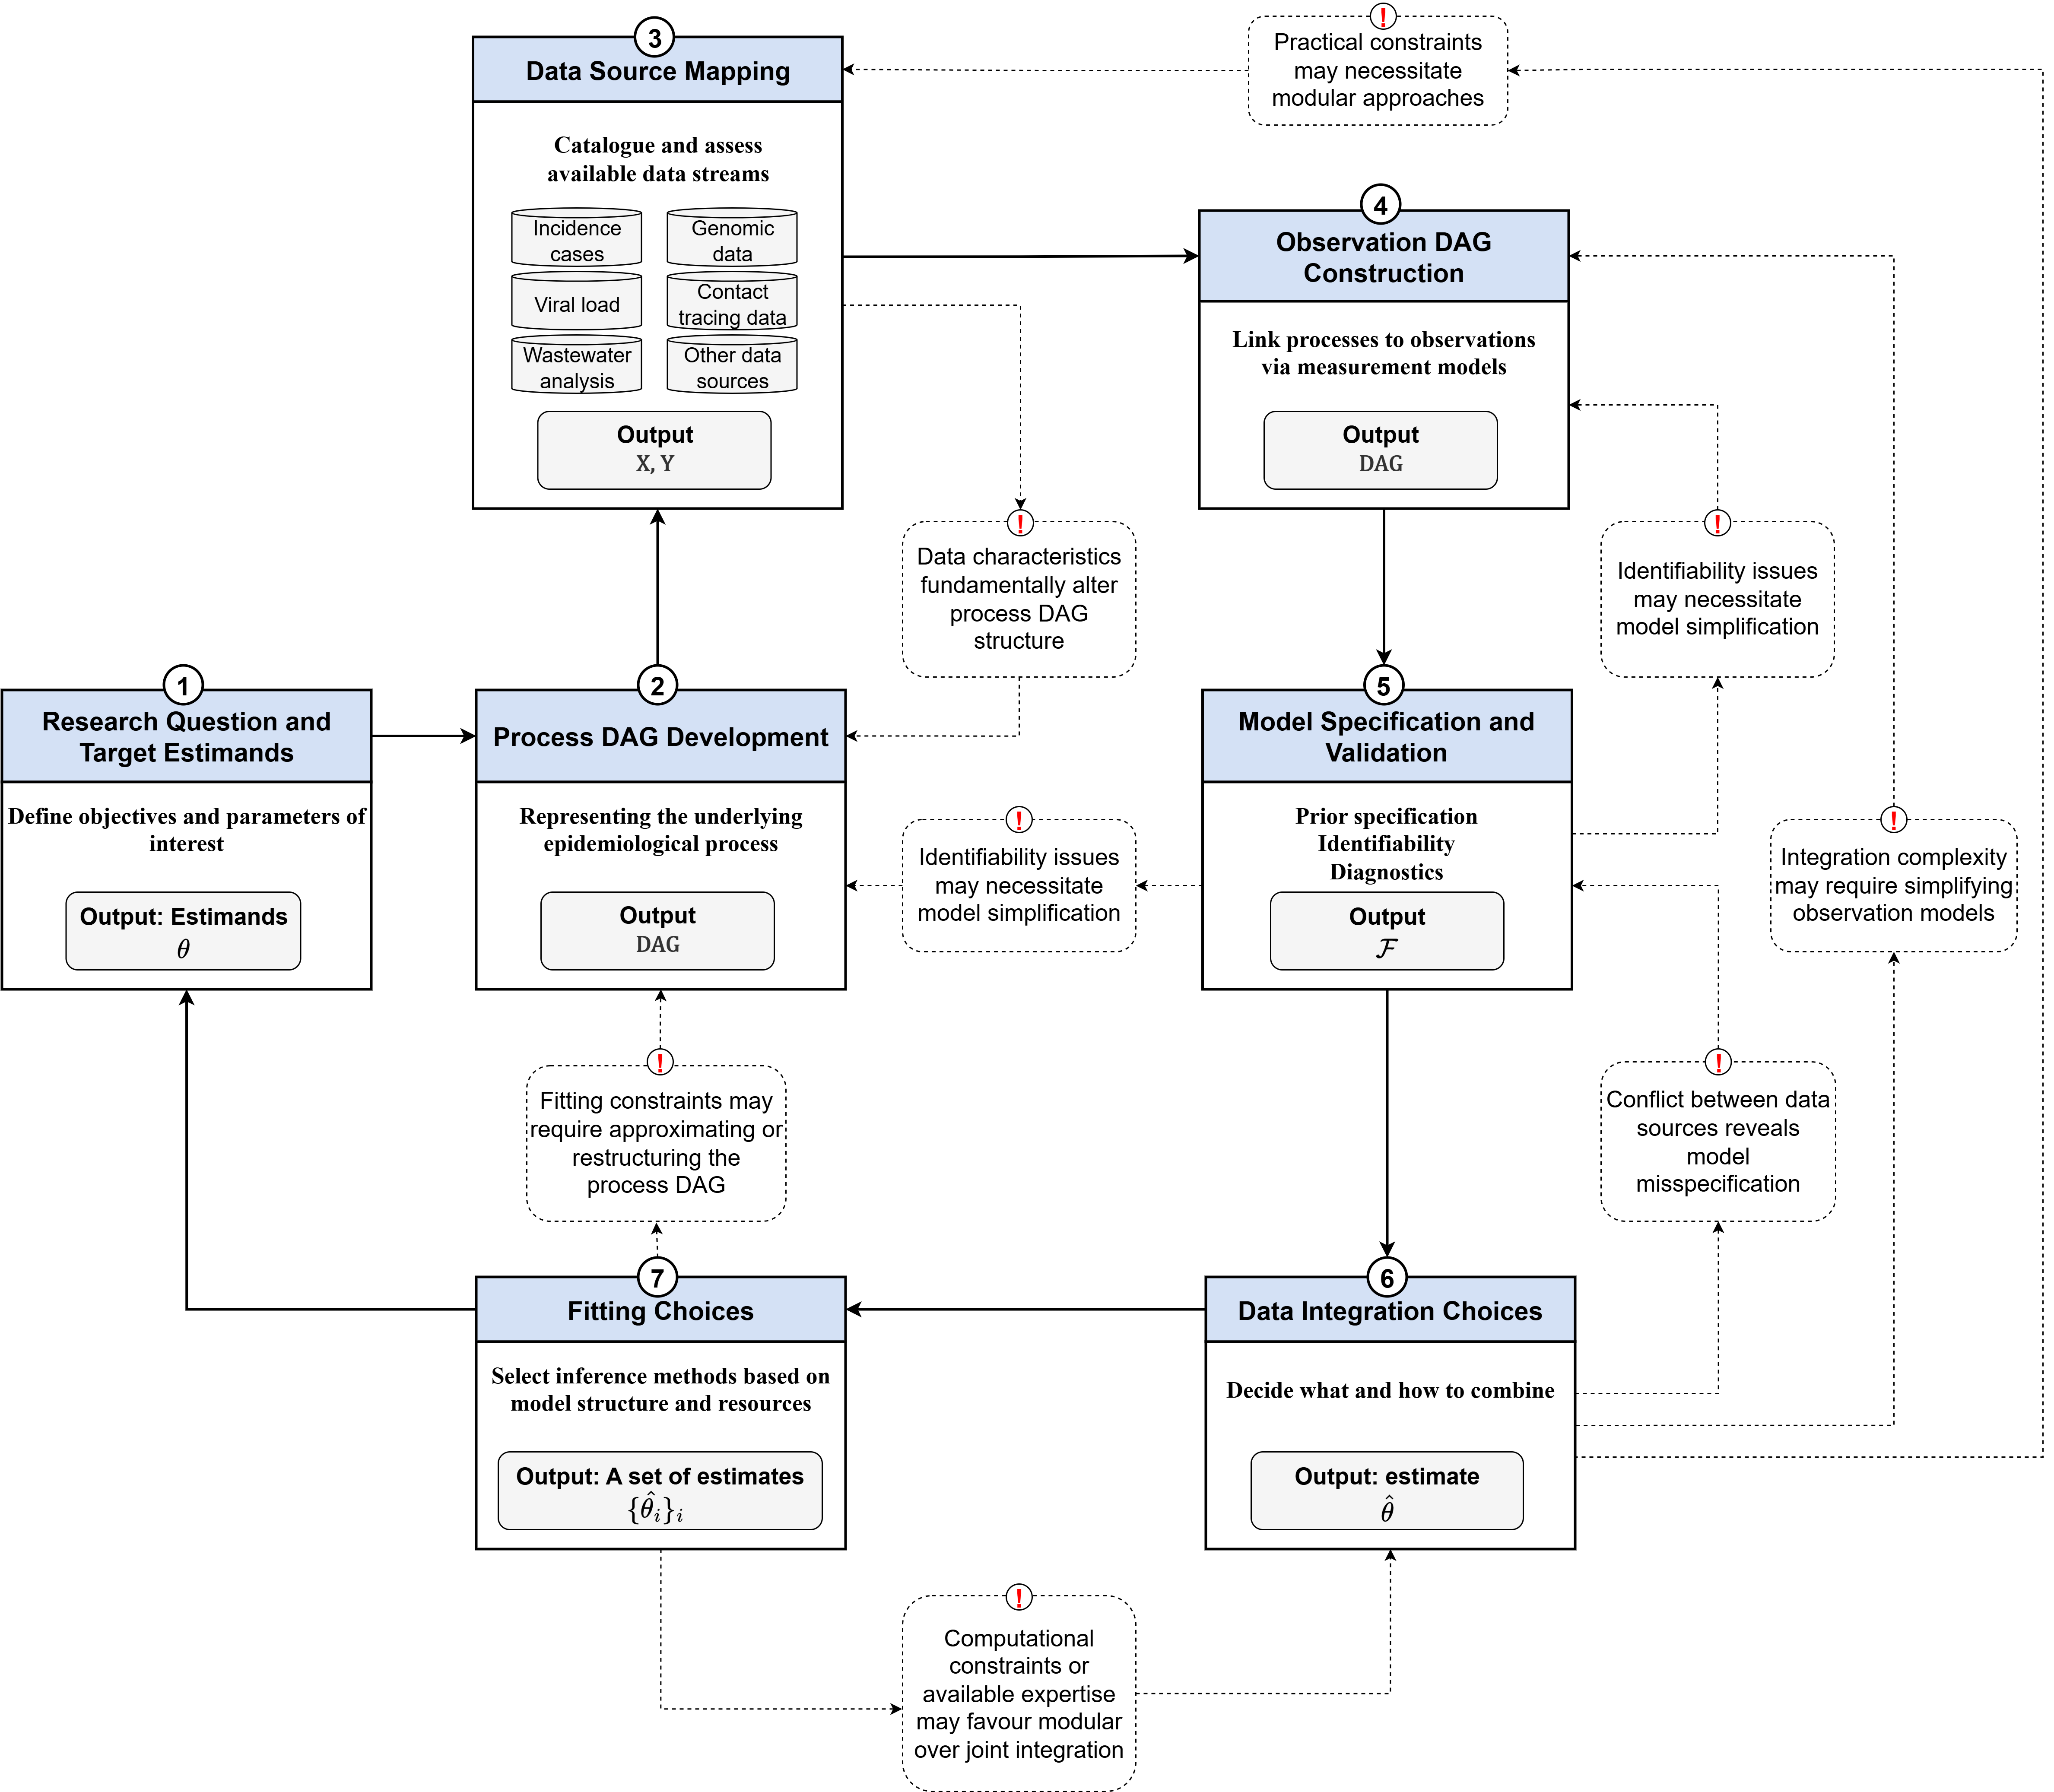 3
Data Source Mapping
Catalogue and assess
available data streams
Incidence
cases
Genomic
data
Viral load
Contact
tracing data
Wastewater
analysis
Other data
sources
Output
X, Y
!
Practical constraints
may necessitate
modular approaches
4
Observation DAG
Construction
Link processes to observations
via measurement models
Output
DAG
!
Data characteristics
fundamentally alter
process DAG
structure
!
Identifiability issues
may necessitate
model simplification
1
Research Question and
Target Estimands
Define objectives and parameters of
interest
Output: Estimands
θ
2
Process DAG Development
Representing the underlying
epidemiological process
Output
DAG
!
Identifiability issues
may necessitate
model simplification
5
Model Specification and
Validation
Prior specification
Identifiability
Diagnostics
Output
ℱ
!
Integration complexity
may require simplifying
observation models
!
Fitting constraints may
require approximating or
restructuring the
process DAG
!
Conflict between data
sources reveals
model
misspecification
7
Fitting Choices
Select inference methods based on
model structure and resources
Output: A set of estimates
{θ̂ᵢ}ᵢ
6
Data Integration Choices
Decide what and how to combine
Output: estimate
θ̂
!
Computational
constraints or
available expertise
may favour modular
over joint integration